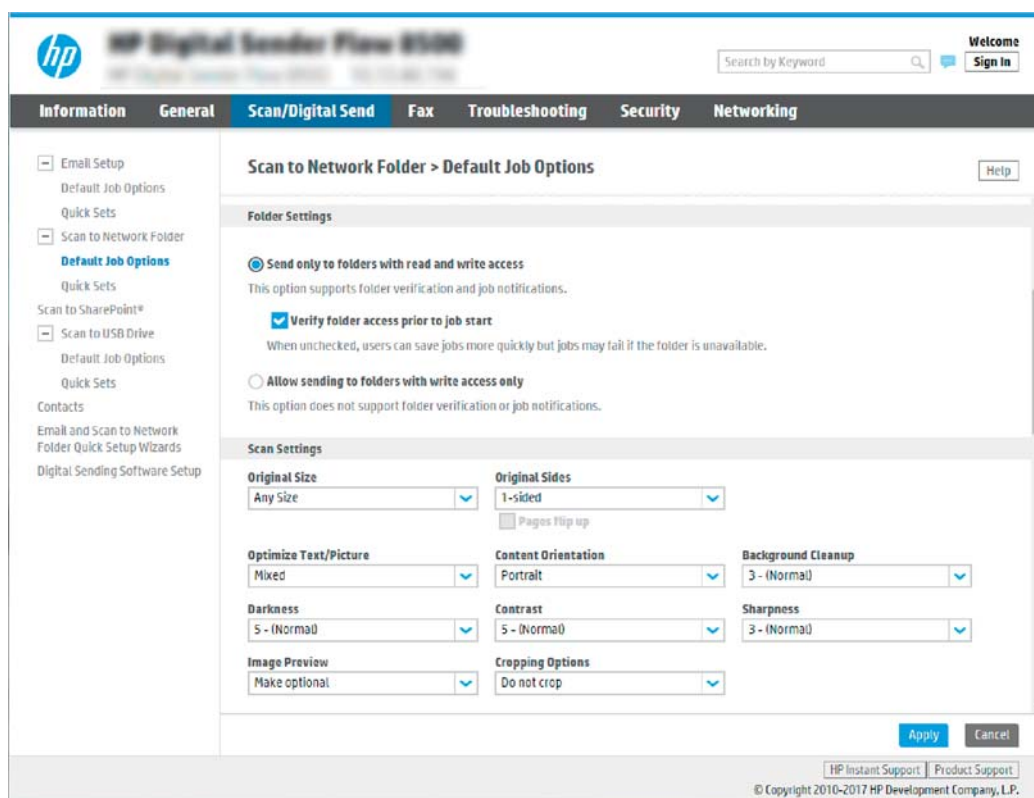 hp
HP Digital Sender Flow 8500
Welcome
Search by Keyword
Sign In
Information General Scan/Digital Send Fax Troubleshooting Security Networking
Email Setup
Default Job Options
Quick Sets
Scan to Network Folder
Default Job Options
Quick Sets
Scan to SharePoint®
Scan to USB Drive
Default Job Options
Quick Sets
Contacts
Email and Scan to Network
Folder Quick Setup Wizards
Digital Sending Software Setup
Scan to Network Folder > Default Job Options
Help
Folder Settings
Send only to folders with read and write access
This option supports folder verification and job notifications.
Verify folder access prior to job start
When unchecked, users can save jobs more quickly but jobs may fail if the folder is unavailable.
Allow sending to folders with write access only
This option does not support folder verification or job notifications.
Scan Settings
Original Size Original Sides
Any Size 1-sided
Pages flip up
Optimize Text/Picture Content Orientation Background Cleanup
Mixed Portrait 3 - (Normal)
Darkness Contrast Sharpness
5 - (Normal) 5 - (Normal) 3 - (Normal)
Image Preview Cropping Options
Make optional Do not crop
Apply Cancel
HP Instant Support Product Support
© Copyright 2010-2017 HP Development Company, L.P.